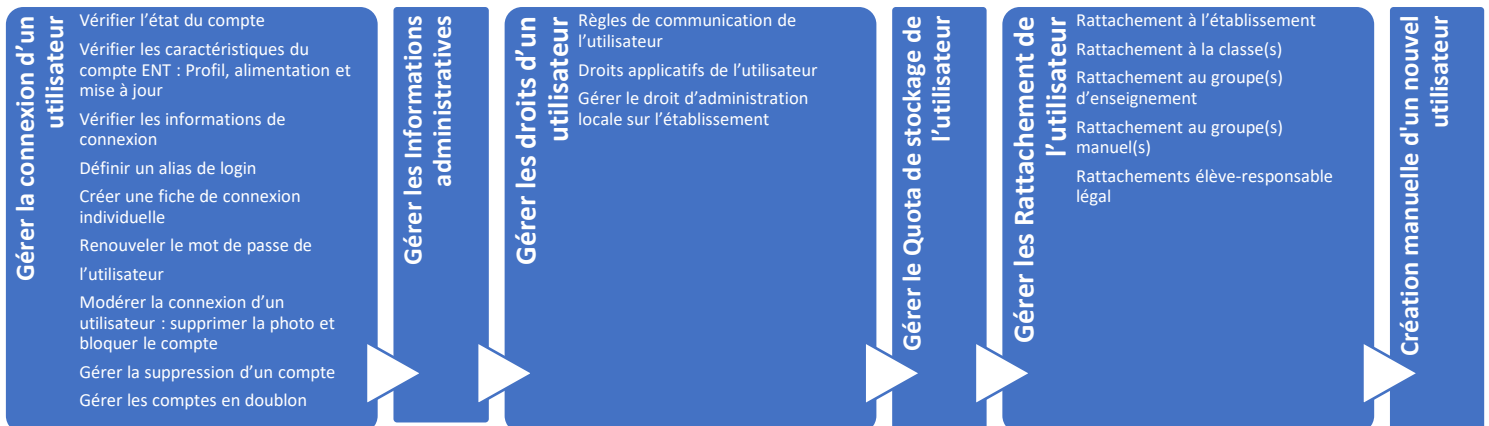 Gérer la connexion d’un
utilisateur
Vérifier l’état du compte
Vérifier les caractéristiques du
compte ENT : Profil, alimentation et
mise à jour
Vérifier les informations de
connexion
Définir un alias de login
Créer une fiche de connexion
individuelle
Renouveler le mot de passe de
l’utilisateur
Modérer la connexion d’un
utilisateur : supprimer la photo et
bloquer le compte
Gérer la suppression d’un compte
Gérer les comptes en doublon
Gérer les Informations
administratives
Gérer les droits d’un
utilisateur
Règles de communication de
l’utilisateur
Droits applicatifs de l’utilisateur
Gérer le droit d’administration
locale sur l’établissement
Gérer le Quota de stockage de
l’utilisateur
Gérer les Rattachement de
l’utilisateur
Rattachement à l’établissement
Rattachement à la classe(s)
Rattachement au groupe(s)
d’enseignement
Rattachement au groupe(s)
manuel(s)
Rattachements élève-responsable
légal
Création manuelle d'un nouvel
utilisateur